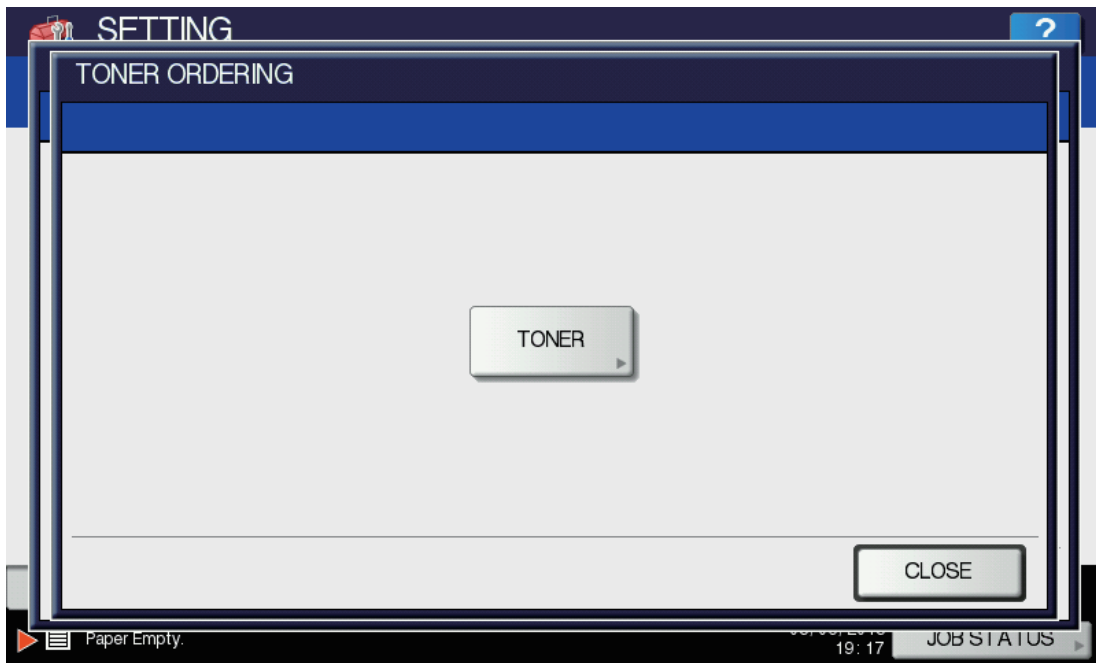 SETTING
?
TONER ORDERING
TONER
CLOSE
Paper Empty.
19:17
JOB STATUS